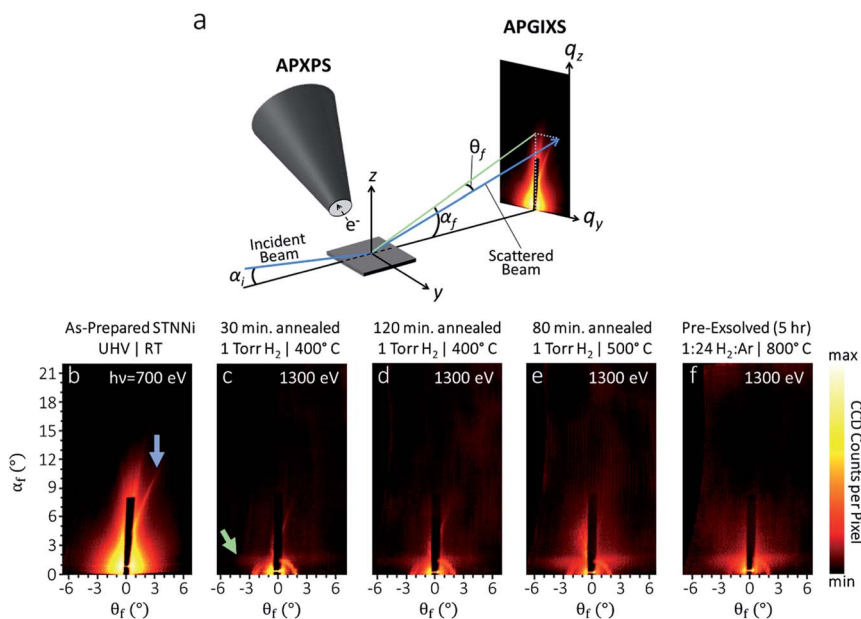 a
APXPS
APGIXS
q_z
θ_f
z
e-
α_f
Incident
Beam
α_i
Scattered
Beam
q_y
y
As-Prepared STNNi
UHV | RT
30 min. annealed
1 Torr H₂ | 400° C
120 min. annealed
1 Torr H₂ | 400° C
80 min. annealed
1 Torr H₂ | 500° C
Pre-Exsolved (5 hr)
1:24 H₂:Ar | 800° C
b hν=700 eV
c 1300 eV
d 1300 eV
e 1300 eV
f 1300 eV
max
CCD Counts per Pixel
min
α_f (°)
21
18
15
12
9
6
3
0
-6 -3 0 3 6
-6 -3 0 3 6
-6 -3 0 3 6
-6 -3 0 3 6
-6 -3 0 3 6
θ_f (°)
θ_f (°)
θ_f (°)
θ_f (°)
θ_f (°)